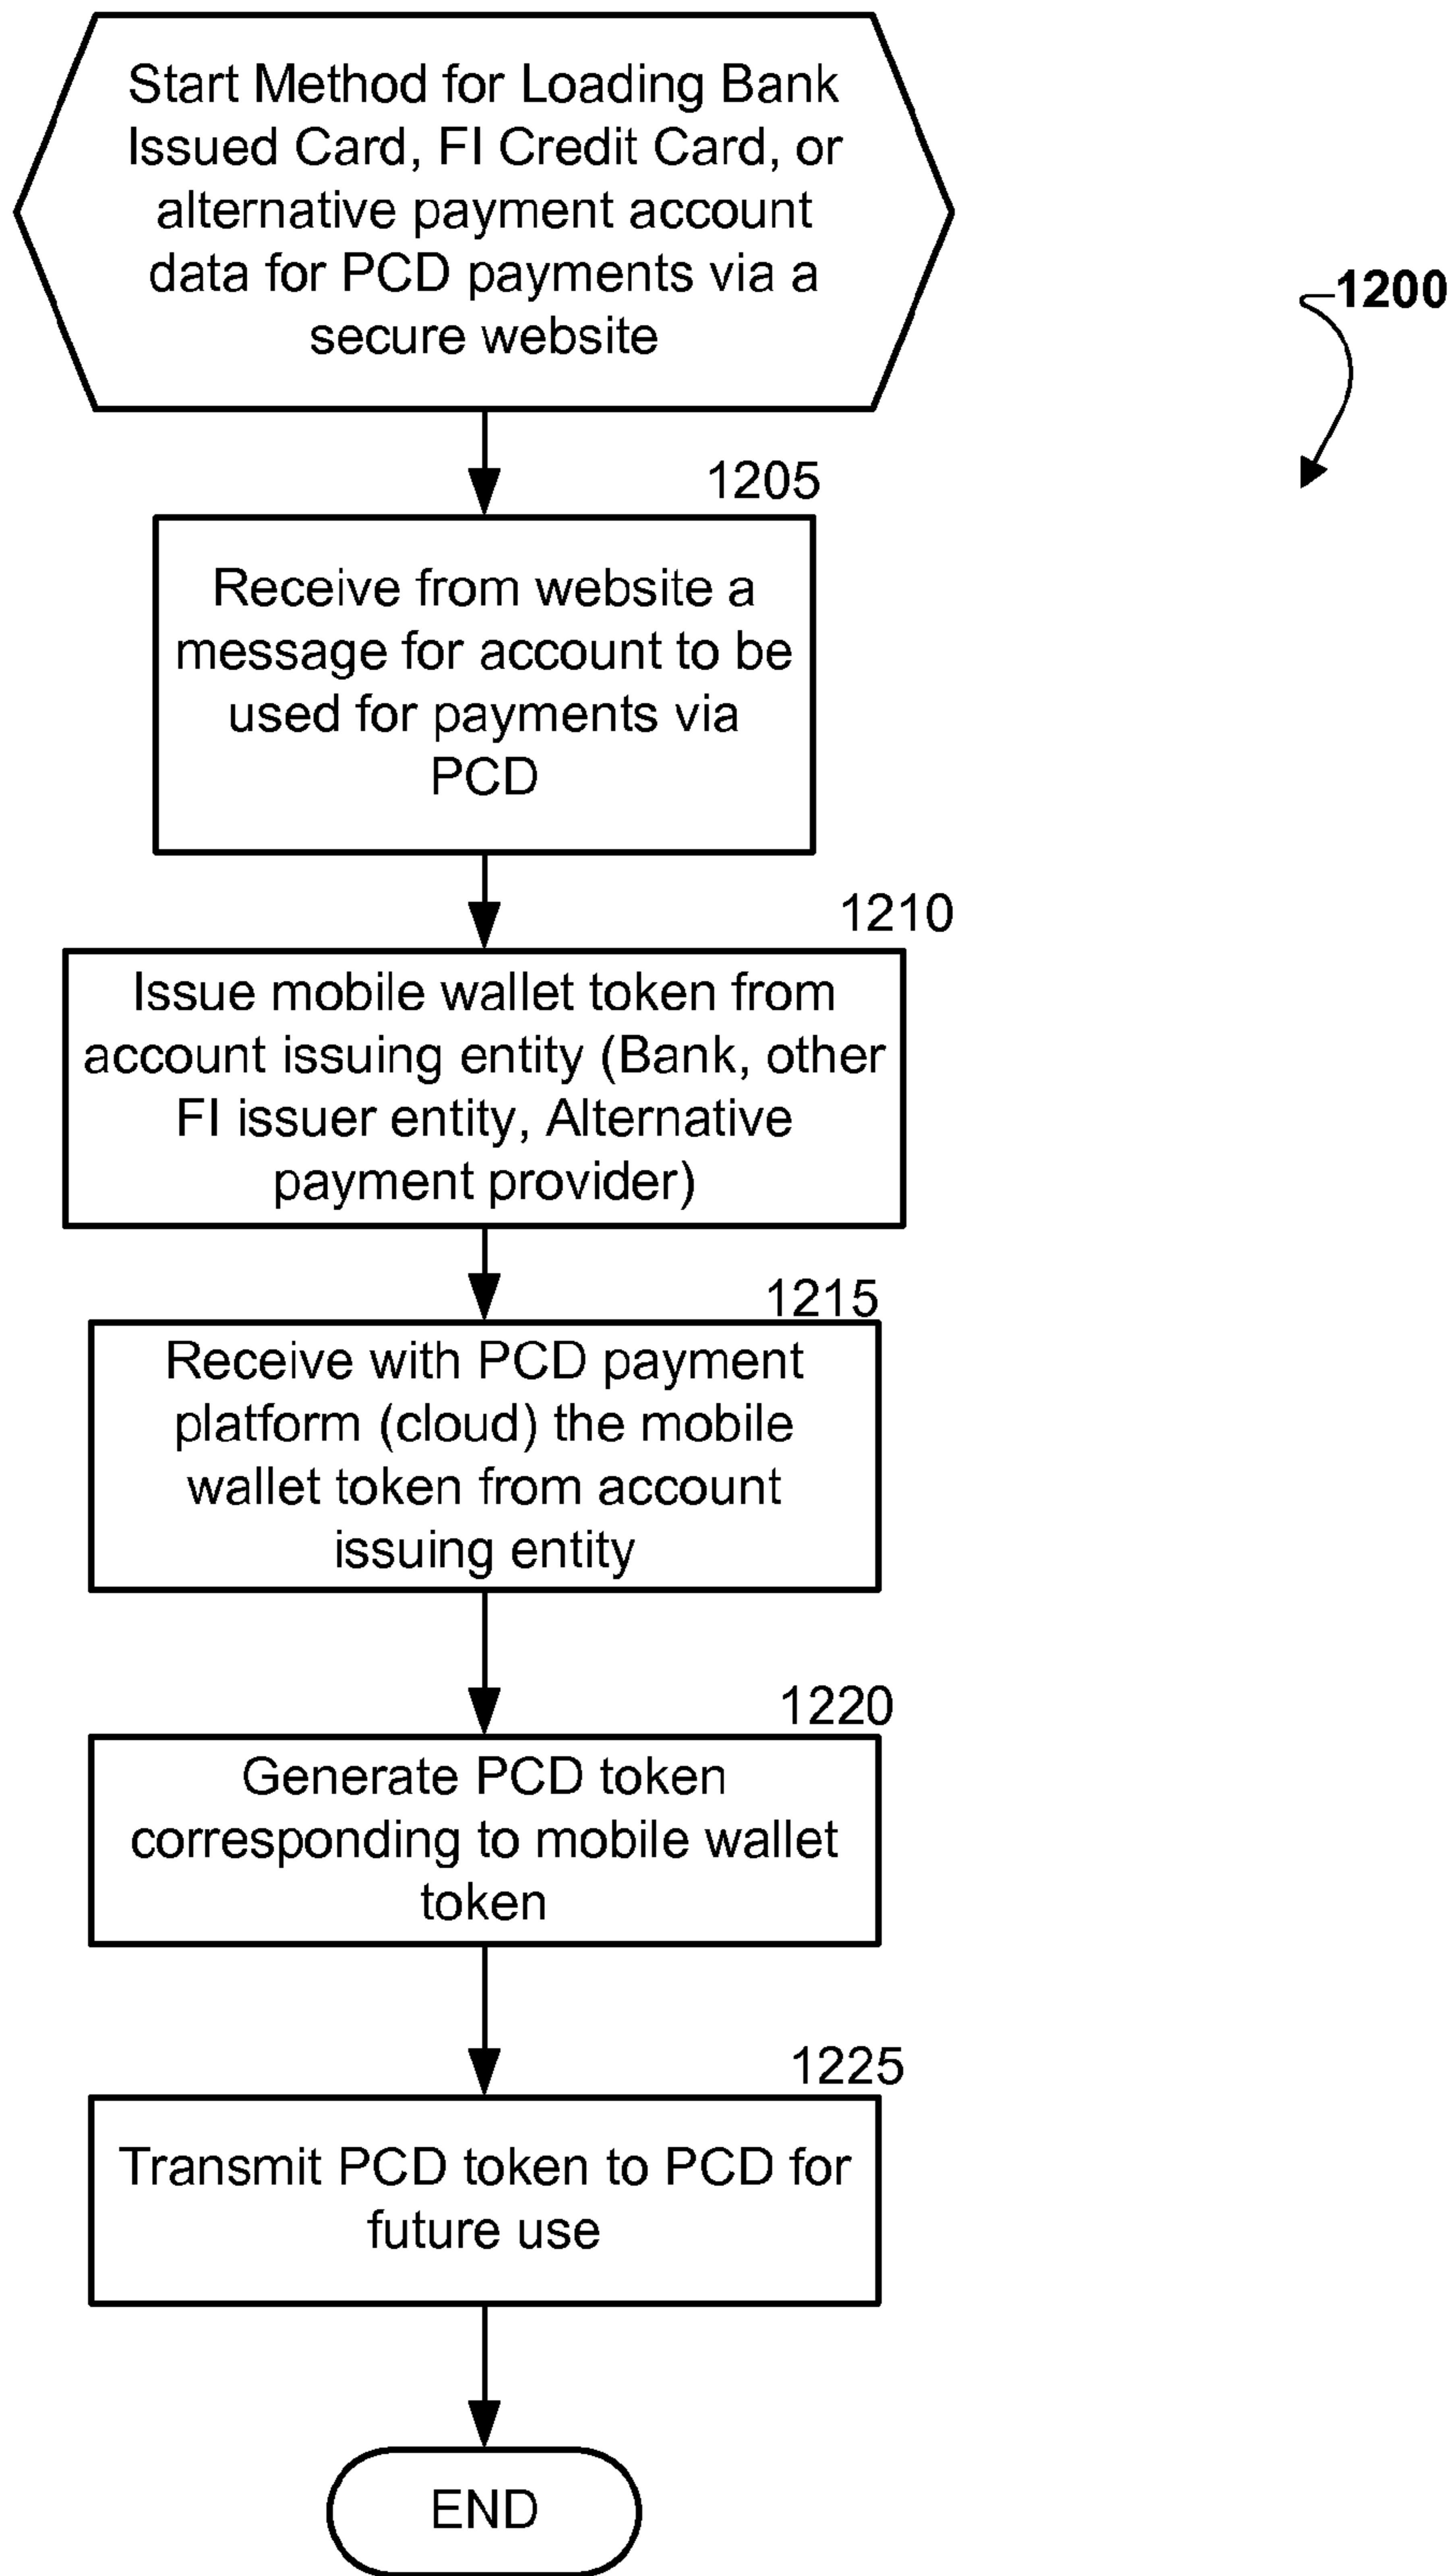 Start Method for Loading Bank
Issued Card, FI Credit Card, or
alternative payment account
data for PCD payments via a
secure website
1200
1205
Receive from website a
message for account to be
used for payments via
PCD
1210
Issue mobile wallet token from
account issuing entity (Bank, other
FI issuer entity, Alternative
payment provider)
1215
Receive with PCD payment
platform (cloud) the mobile
wallet token from account
issuing entity
1220
Generate PCD token
corresponding to mobile wallet
token
1225
Transmit PCD token to PCD for
future use
END